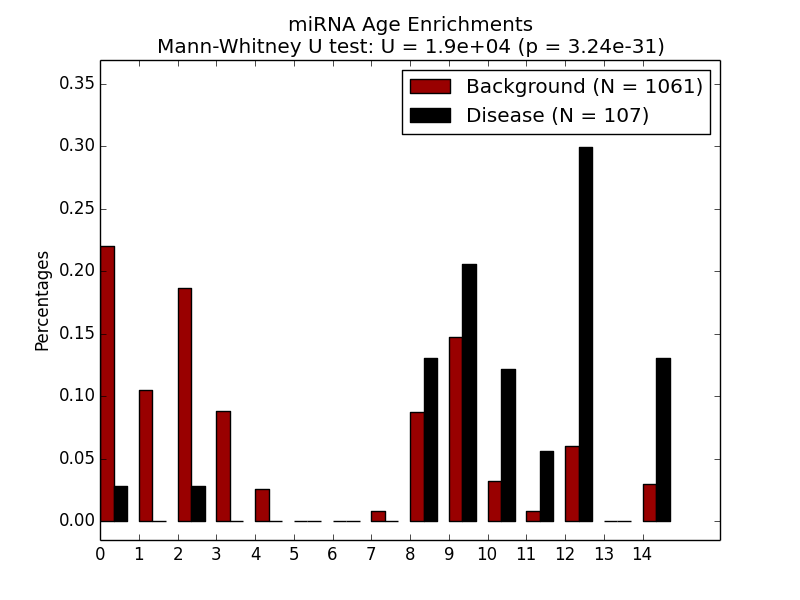 miRNA Age Enrichments
Mann-Whitney U test: U = 1.9e+04 (p = 3.24e-31)
Background (N = 1061)
Disease (N = 107)
Percentages
0.35
0.30
0.25
0.20
0.15
0.10
0.05
0.00
0 1 2 3 4 5 6 7 8 9 10 11 12 13 14